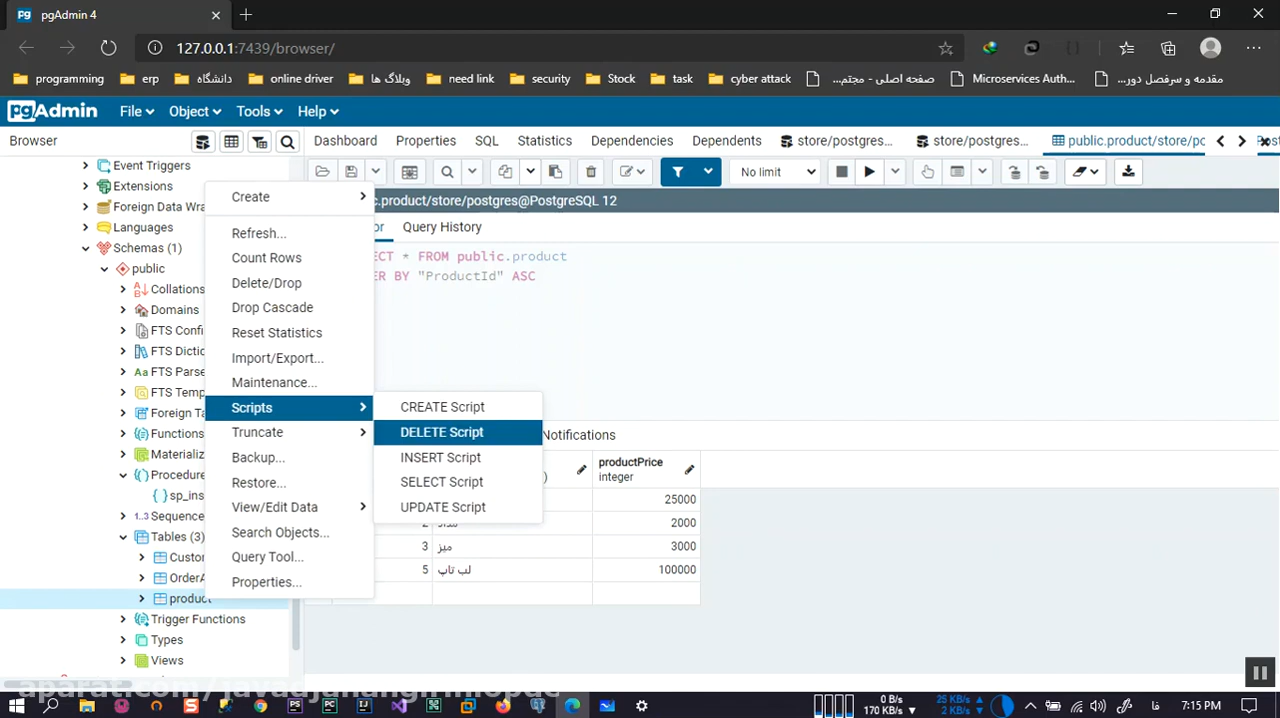 pgAdmin 4
127.0.0.1:7439/browser/
programming erp دانشگاه online driver وبلاگ ها need link security Stock task cyber attack صفحه اصلی - مجتم... Microservices Auth... مقدمه و سرفصل دور...
pgAdmin File Object Tools Help
Browser Dashboard Properties SQL Statistics Dependencies Dependents store/postgres... store/postgres... public.product/store/pc
Event Triggers
Extensions
Foreign Data Wra
Languages
Schemas (1)
public
Collations
Domains
FTS Confi
FTS Dictio
FTS Parse
FTS Temp
Foreign Ta
Functions
Materializ
Procedure
{} sp_ins
1..3 Sequence
Tables (3)
Custo
OrderA
product
Trigger Functions
Types
Views
Create
Refresh...
Count Rows
Delete/Drop
Drop Cascade
Reset Statistics
Import/Export...
Maintenance...
Scripts
Truncate
Backup...
Restore...
View/Edit Data
Search Objects...
Query Tool...
Properties...
CREATE Script
DELETE Script
INSERT Script
SELECT Script
UPDATE Script
No limit
c.product/store/postgres@PostgreSQL 12
or Query History
ECT * FROM public.product
ER BY "ProductId" ASC
Notifications
productPrice
integer
25000
2000
3 میز 3000
5 لب تاپ 100000
0 B/s 25 KB/s
170 KB/s 2 KB/s
فا 7:15 PM